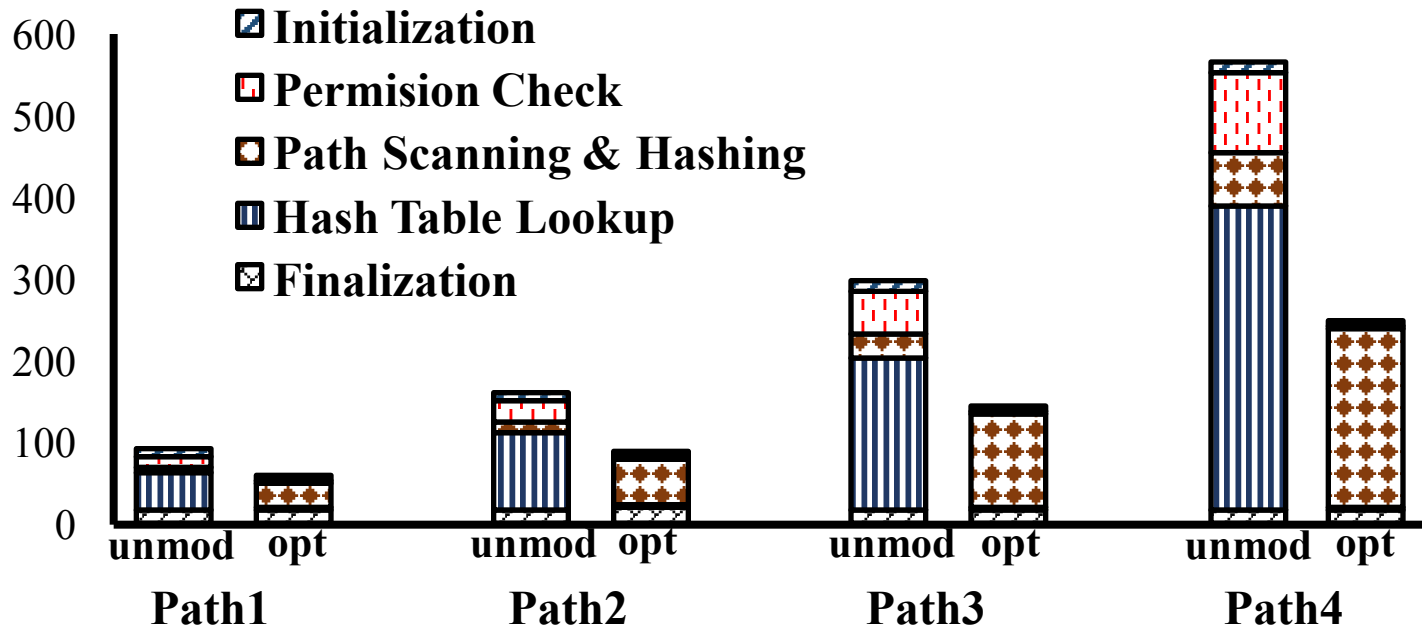 600
500
400
300
200
100
0
Initialization
Permision Check
Path Scanning & Hashing
Hash Table Lookup
Finalization
unmod opt unmod opt unmod opt unmod opt
Path1 Path2 Path3 Path4